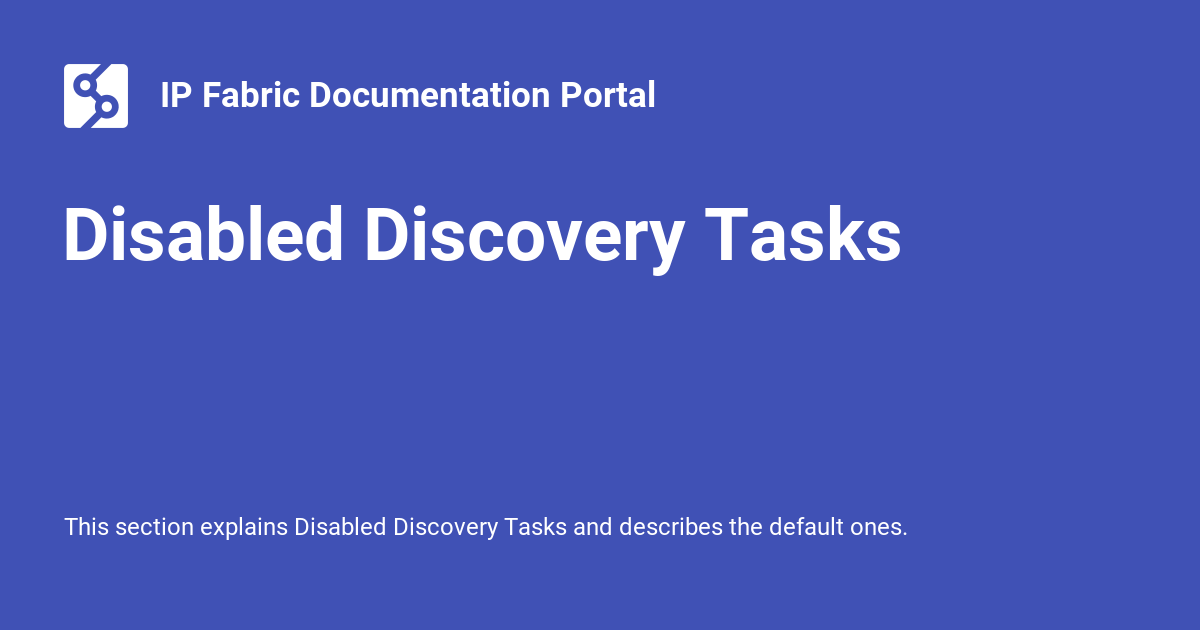 IP Fabric Documentation Portal
Disabled Discovery Tasks
This section explains Disabled Discovery Tasks and describes the default ones.